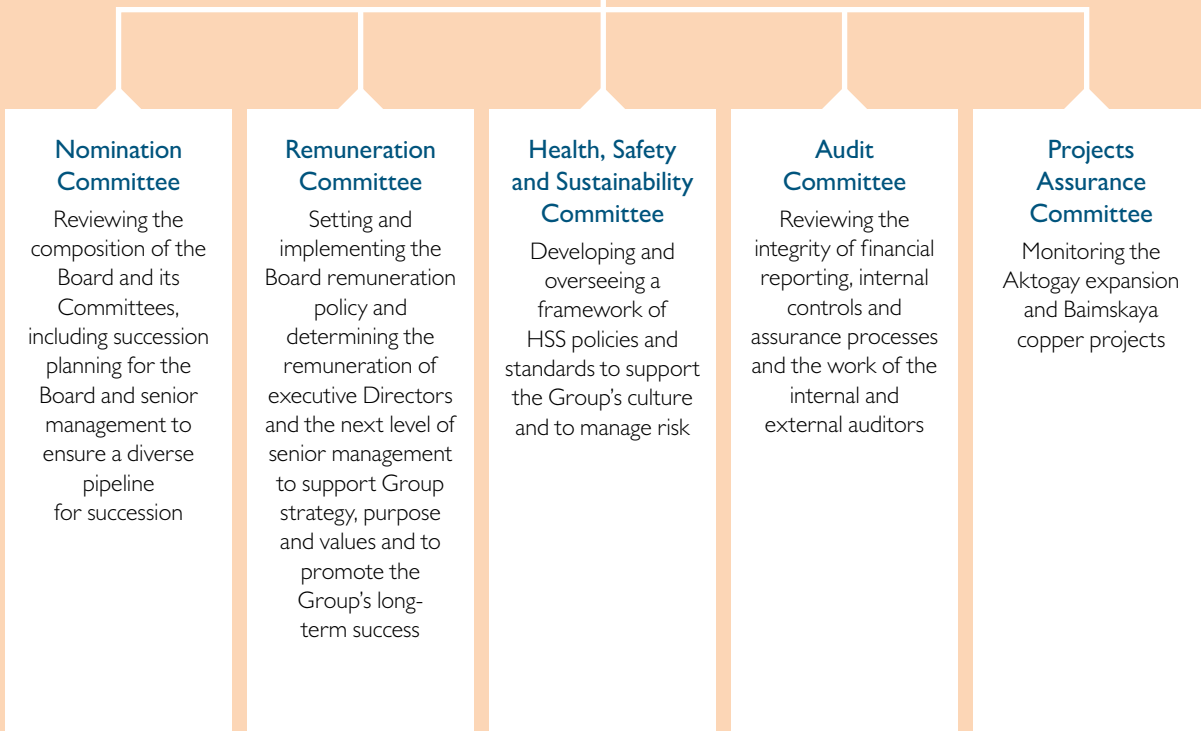 Nomination
Committee
Reviewing the
composition of the
Board and its
Committees,
including succession
planning for the
Board and senior
management to
ensure a diverse
pipeline
for succession
Remuneration
Committee
Setting and
implementing the
Board remuneration
policy and
determining the
remuneration of
executive Directors
and the next level of
senior management
to support Group
strategy, purpose
and values and to
promote the
Group’s long-
term success
Health, Safety
and Sustainability
Committee
Developing and
overseeing a
framework of
HSS policies and
standards to support
the Group’s culture
and to manage risk
Audit
Committee
Reviewing the
integrity of financial
reporting, internal
controls and
assurance processes
and the work of the
internal and
external auditors
Projects
Assurance
Committee
Monitoring the
Aktogay expansion
and Baimskaya
copper projects